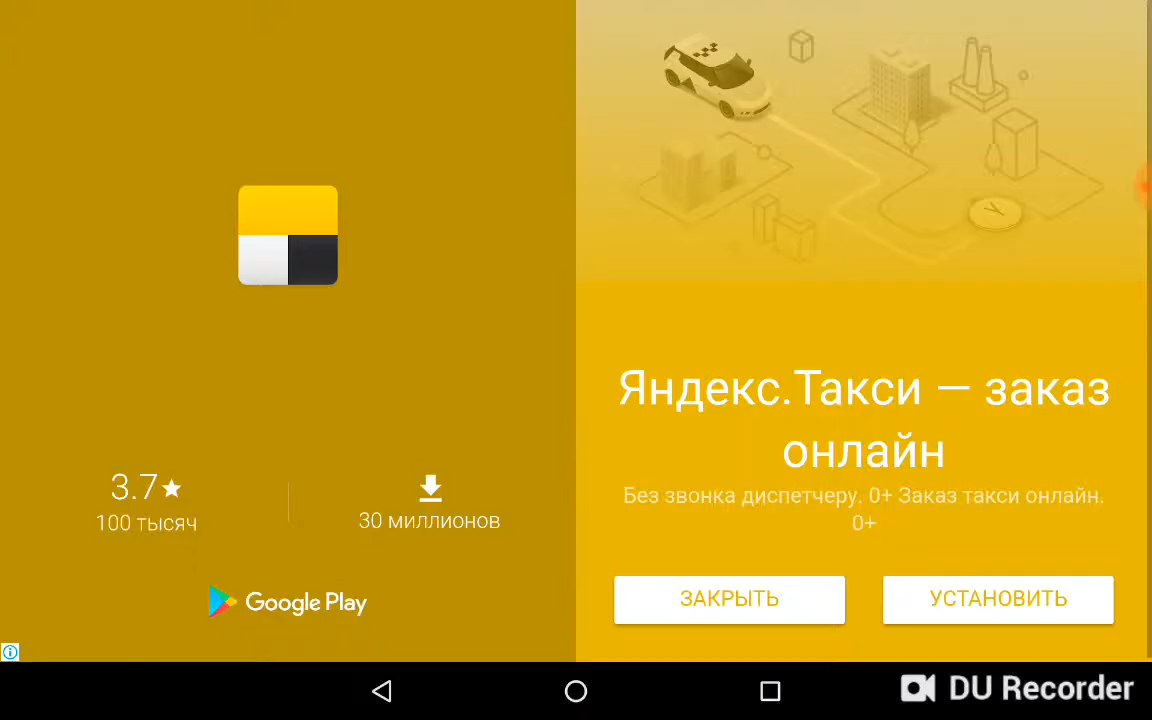 3.7★
100 тысяч
30 миллионов
Google Play
Яндекс.Такси — заказ
онлайн
Без звонка диспетчеру. 0+ Заказ такси онлайн.
0+
ЗАКРЫТЬ
УСТАНОВИТЬ
DU Recorder